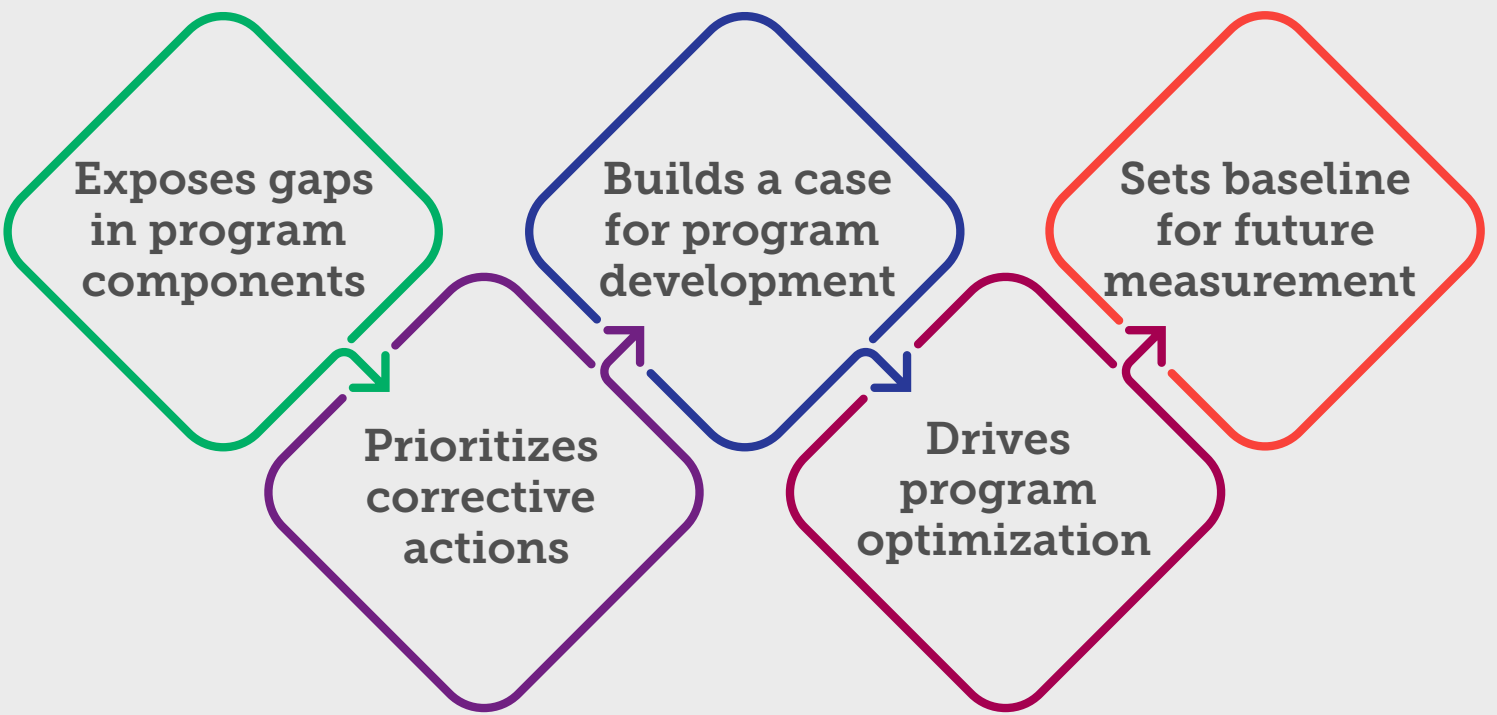 Exposes gaps
in program
components
Prioritizes
corrective
actions
Builds a case
for program
development
Drives
program
optimization
Sets baseline
for future
measurement